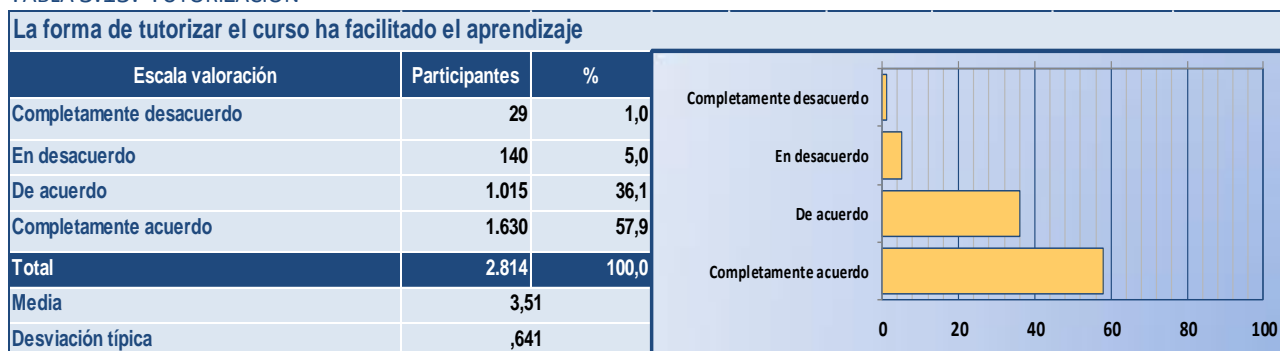 La forma de tutorizar el curso ha facilitado el aprendizaje
Escala valoración Participantes %
Completamente desacuerdo 29 1,0
En desacuerdo 140 5,0
De acuerdo 1.015 36,1
Completamente acuerdo 1.630 57,9
Total 2.814 100,0
Media 3,51
Desviación típica ,641
Completamente desacuerdo
En desacuerdo
De acuerdo
Completamente acuerdo
0 20 40 60 80 100